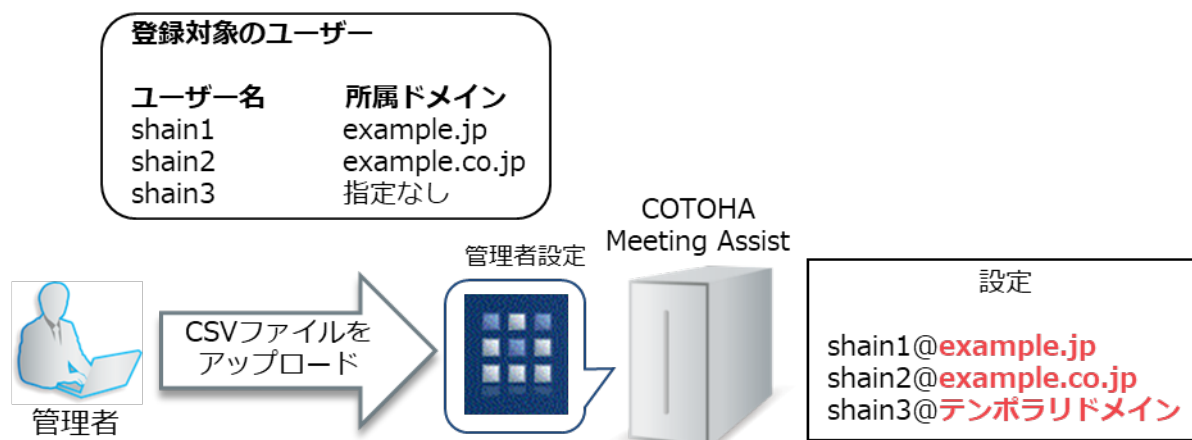 登録対象のユーザー
ユーザー名 所属ドメイン
shain1 example.jp
shain2 example.co.jp
shain3 指定なし
COTOHA
Meeting Assist
管理者設定
CSVファイルを
アップロード
管理者
設定
shain1@example.jp
shain2@example.co.jp
shain3@テンポラリドメイン